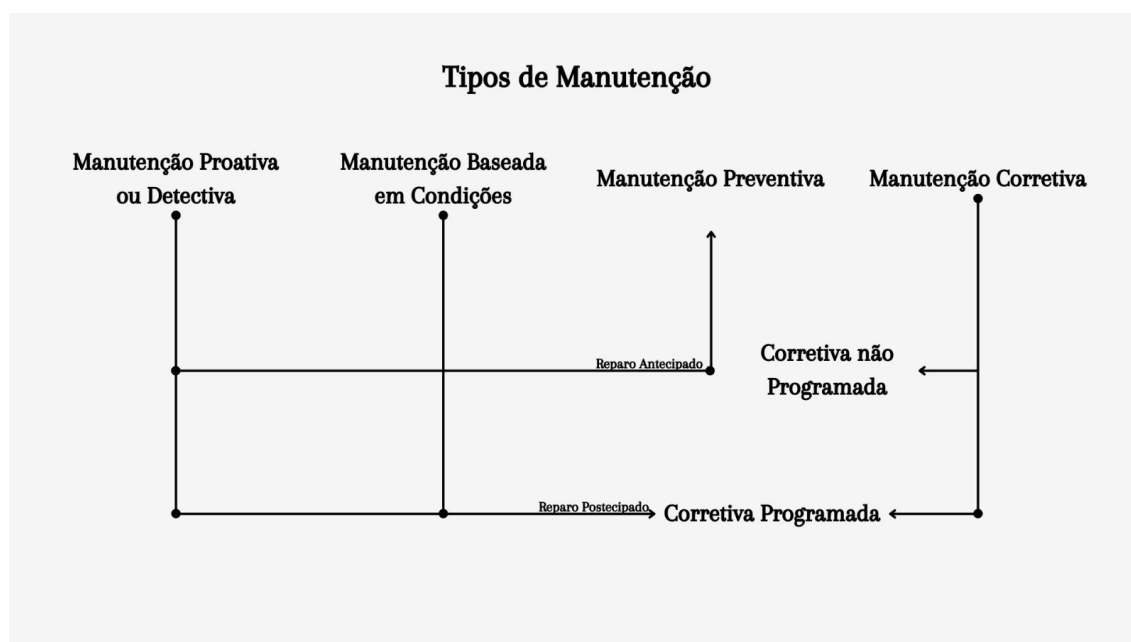 Tipos de Manutenção
Manutenção Proativa
ou Detectiva
Manutenção Baseada
em Condições
Manutenção Preventiva
Manutenção Corretiva
Reparo Antecipado
Corretiva não
Programada
Reparo Postecipado
Corretiva Programada